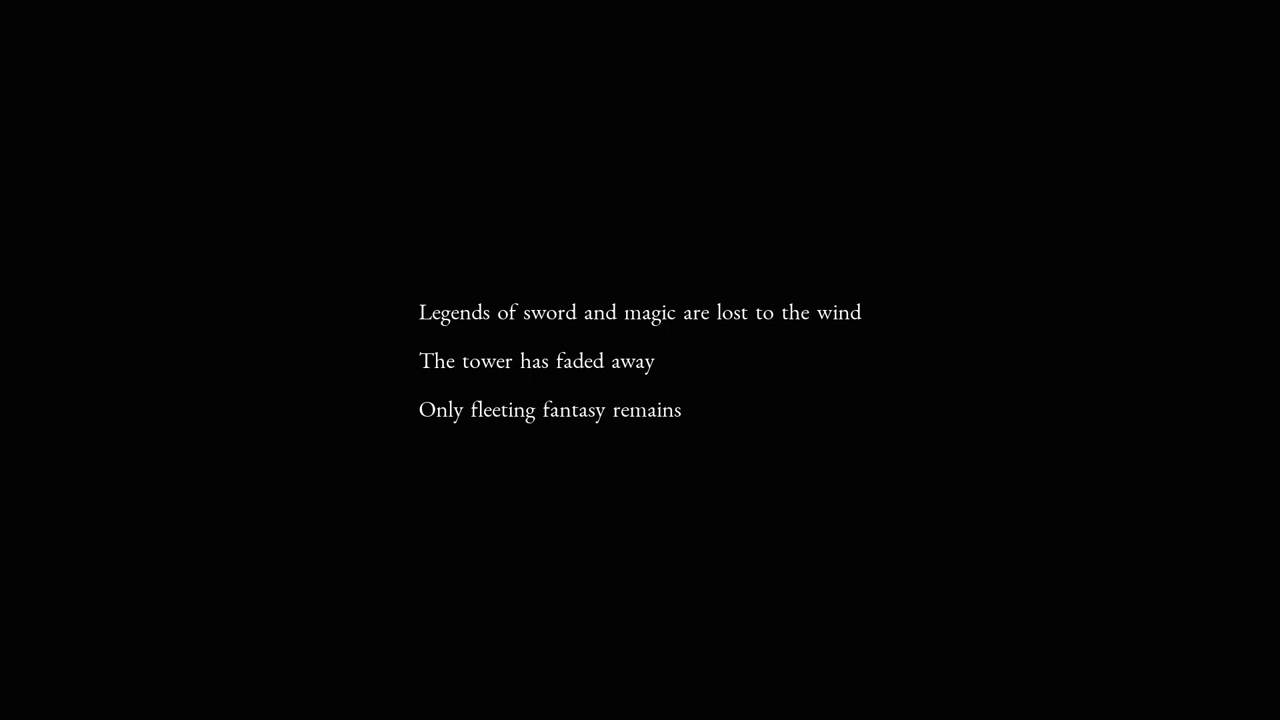 Legends of sword and magic are lost to the wind
The tower has faded away
Only fleeting fantasy remains